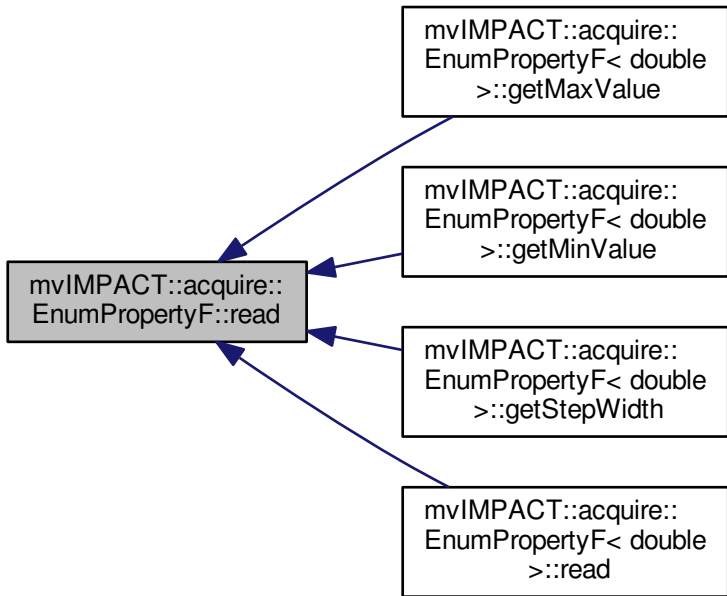 mvIMPACT::acquire::
EnumPropertyF< double
>::getMaxValue
mvIMPACT::acquire::
EnumPropertyF< double
>::getMinValue
mvIMPACT::acquire::
EnumPropertyF::read
mvIMPACT::acquire::
EnumPropertyF< double
>::getStepWidth
mvIMPACT::acquire::
EnumPropertyF< double
>::read